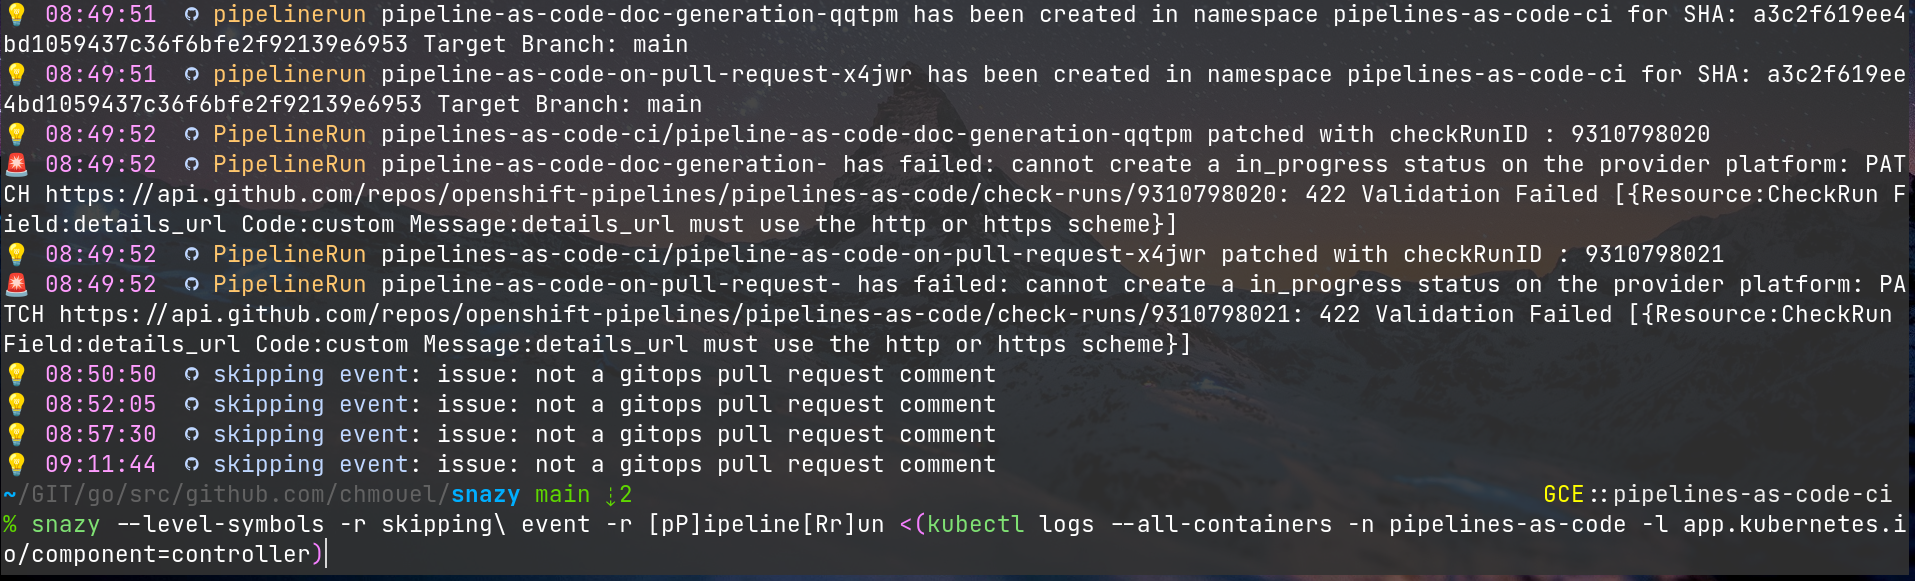 💡 08:49:51 pipelinerun pipeline-as-code-doc-generation-qqtpm has been created in namespace pipelines-as-code-ci for SHA: a3c2f619ee4
bd1059437c36f6bfe2f92139e6953 Target Branch: main
💡 08:49:51 pipelinerun pipeline-as-code-on-pull-request-x4jwr has been created in namespace pipelines-as-code-ci for SHA: a3c2f619ee
4bd1059437c36f6bfe2f92139e6953 Target Branch: main
💡 08:49:52 PipelineRun pipelines-as-code-ci/pipeline-as-code-doc-generation-qqtpm patched with checkRunID : 9310798020
🚨 08:49:52 PipelineRun pipeline-as-code-doc-generation- has failed: cannot create a in_progress status on the provider platform: PAT
CH https://api.github.com/repos/openshift-pipelines/pipelines-as-code/check-runs/9310798020: 422 Validation Failed [{Resource:CheckRun F
ield:details_url Code:custom Message:details_url must use the http or https scheme}]
💡 08:49:52 PipelineRun pipelines-as-code-ci/pipeline-as-code-on-pull-request-x4jwr patched with checkRunID : 9310798021
🚨 08:49:52 PipelineRun pipeline-as-code-on-pull-request- has failed: cannot create a in_progress status on the provider platform: PA
TCH https://api.github.com/repos/openshift-pipelines/pipelines-as-code/check-runs/9310798021: 422 Validation Failed [{Resource:CheckRun
Field:details_url Code:custom Message:details_url must use the http or https scheme}]
💡 08:50:50 skipping event: issue: not a gitops pull request comment
💡 08:52:05 skipping event: issue: not a gitops pull request comment
💡 08:57:30 skipping event: issue: not a gitops pull request comment
💡 09:11:44 skipping event: issue: not a gitops pull request comment
~/GIT/go/src/github.com/chmouel/snazy main ⇣2 GCE::pipelines-as-code-ci
% snazy --level-symbols -r skipping\ event -r [pP]ipeline[Rr]un <(kubectl logs --all-containers -n pipelines-as-code -l app.kubernetes.i
o/component=controller)